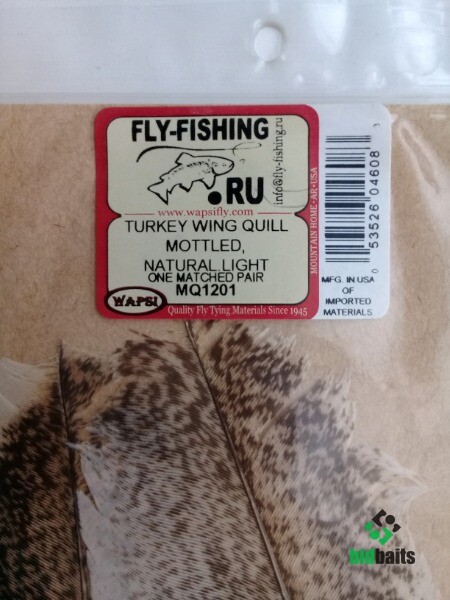 FLY-FISHING
.RU
info@fly-fishing.ru
www.wapsifly.com
TURKEY WING QUILL
MOTTLED,
NATURAL LIGHT
ONE MATCHED PAIR
MQ1201
WAPSI
Quality Fly Tying Materials Since 1945
MOUNTAIN HOME · AR · USA
0 53526 04608 3
MFG. IN USA
OF
IMPORTED
MATERIALS
baits